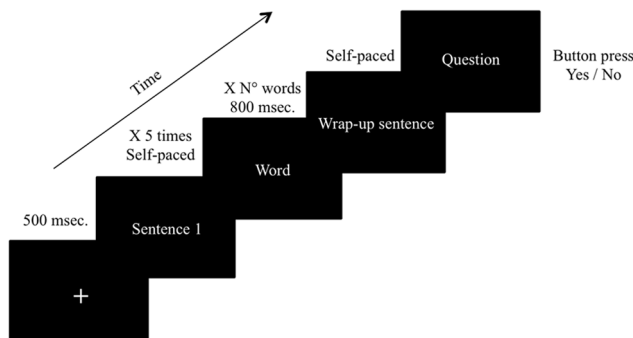 Time
500 msec.
+
X 5 times
Self-paced
Sentence 1
X N° words
800 msec.
Word
Self-paced
Wrap-up sentence
Question
Button press
Yes / No